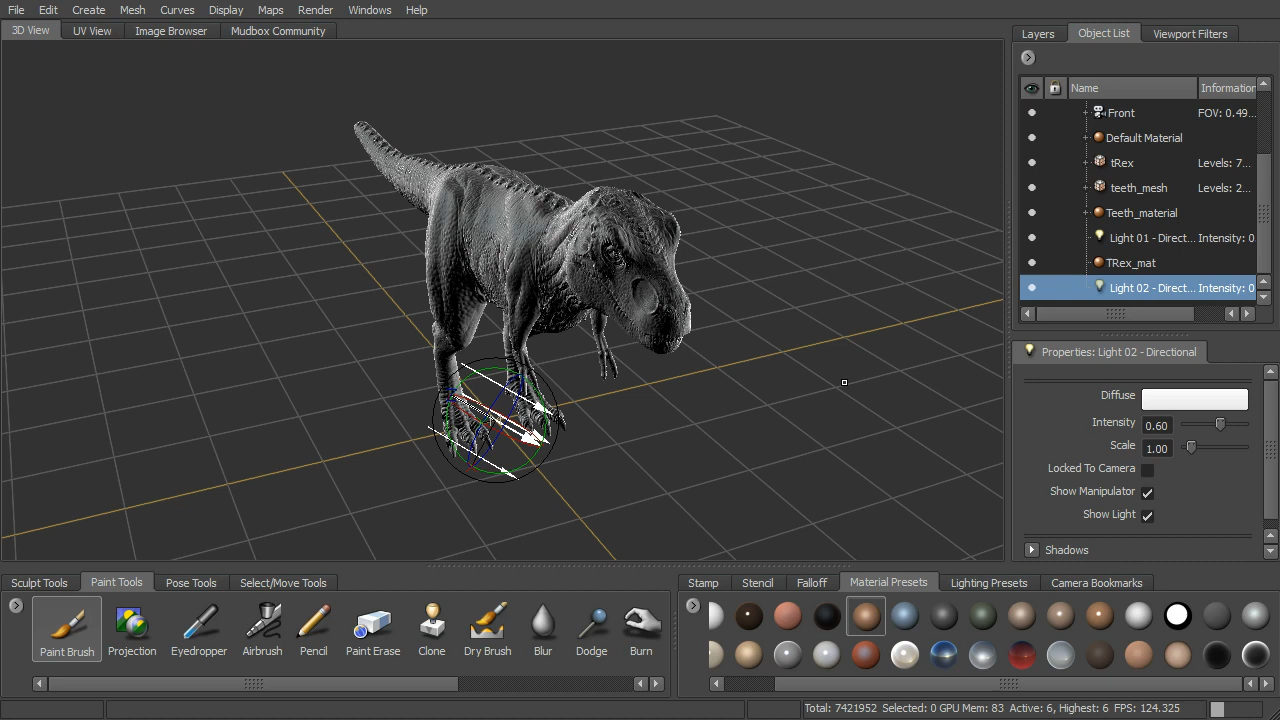 File Edit Create Mesh Curves Display Maps Render Windows Help
3D View UV View Image Browser Mudbox Community
Layers Object List Viewport Filters
Name Information
Front FOV: 0.49...
Default Material
tRex Levels: 7...
teeth_mesh Levels: 2...
Teeth_material
Light 01 - Direct... Intensity: 0
TRex_mat
Light 02 - Direct... Intensity: 0
Properties: Light 02 - Directional
Diffuse
Intensity 0.60
Scale 1.00
Locked To Camera
Show Manipulator
Show Light
Shadows
Sculpt Tools Paint Tools Pose Tools Select/Move Tools
Paint Brush Projection Eyedropper Airbrush Pencil Paint Erase Clone Dry Brush Blur Dodge Burn
Stamp Stencil Falloff Material Presets Lighting Presets Camera Bookmarks
Total: 7421952 Selected: 0 GPU Mem: 83 Active: 6, Highest: 6 FPS: 124.325